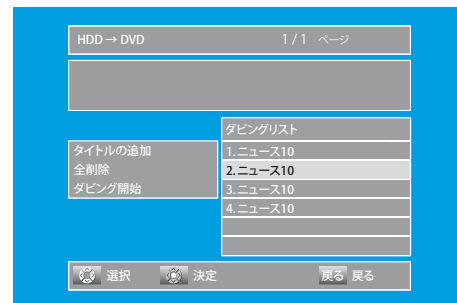 HDD → DVD 1/1 ページ
ダビングリスト
タイトルの追加
全削除
ダビング開始
1.ニュース10
2.ニュース10
3.ニュース10
4.ニュース10
選択 決定 戻る 戻る